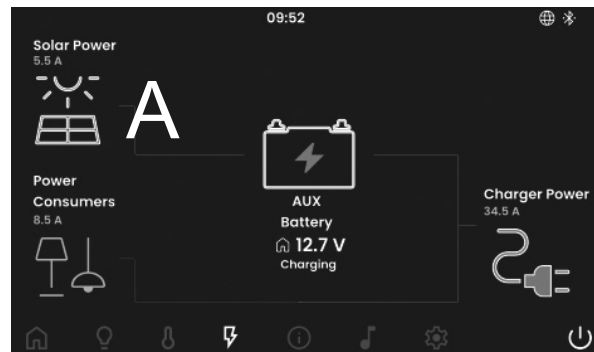 09:52
Solar Power
5.5 A
A
Power
Consumers
8.5 A
AUX
Battery
12.7 V
Charging
Charger Power
34.5 A